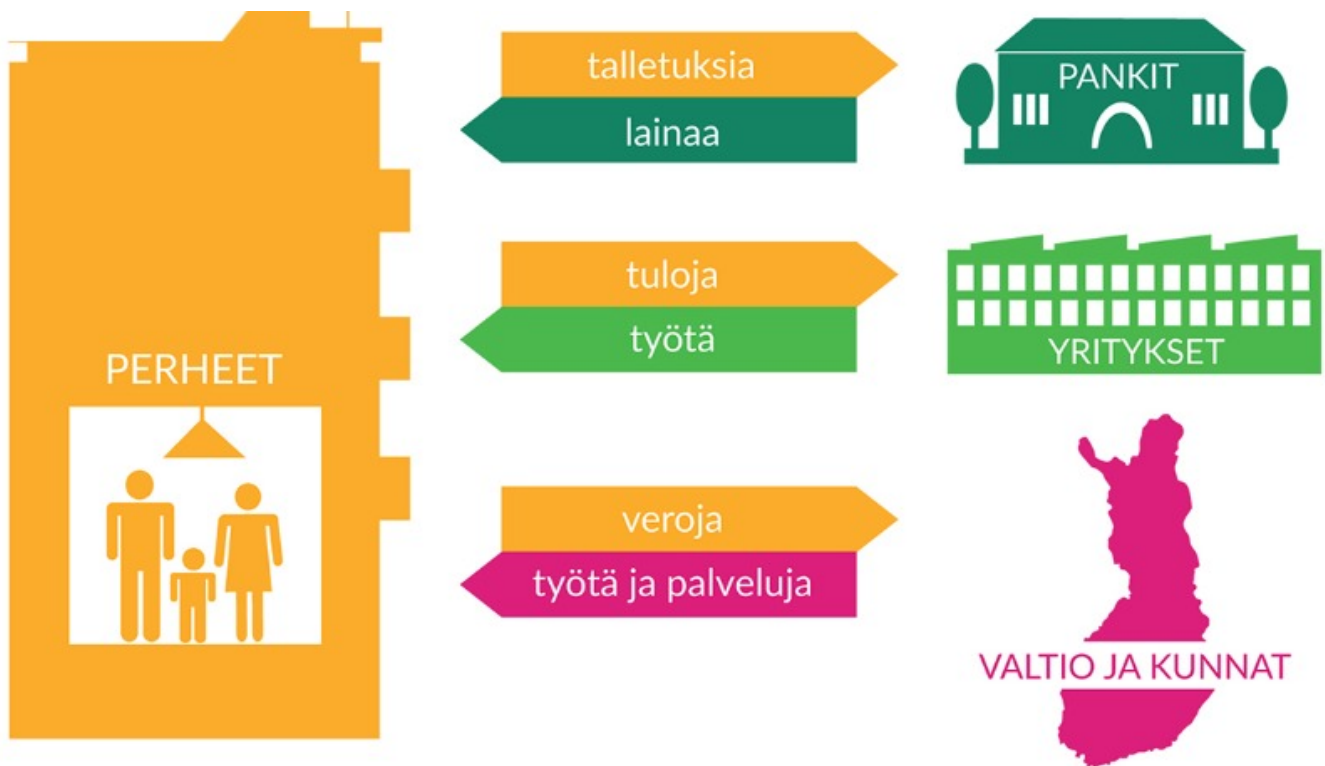 talletuksia
PANKIT
lainaa
tuloja
työtä
YRITYKSET
PERHEET
veroja
työtä ja palveluja
VALTIO JA KUNNAT